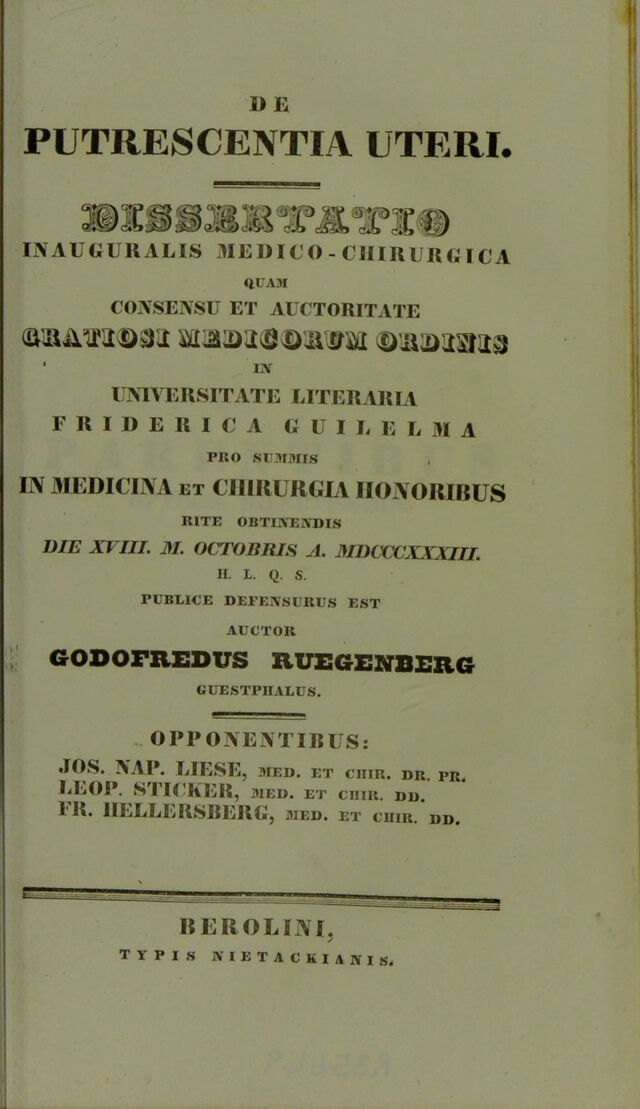 DE
PUTRESCENTIA UTERI.
DISSERTATIO
INAUGURALIS MEDICO-CHIRURGICA
QUAM
CONSENSU ET AUCTORITATE
GRATIOSI MEDICORUM ORDINIS
IN
UNIVERSITATE LITERARIA
FRIDERICA GUILELMA
PRO SUMMIS
IN MEDICINA ET CHIRURGIA HONORIBUS
RITE OBTINENDIS
DIE XVIII. M. OCTOBRIS A. MDCCCXXXIII.
H. L. Q. S.
PUBLICE DEFENSURUS EST
AUCTOR
GODOFREDUS RUEGENBERG
GUESTPHALUS.
OPPONENTIBUS:
JOS. NAP. LIESE, MED. ET CHIR. DR. PR.
LEOP. STICKER, MED. ET CHIR. DD.
FR. HELLERSBERG, MED. ET CHIR. DD.
BEROLINI,
TYPIS NIETACKIANIS.